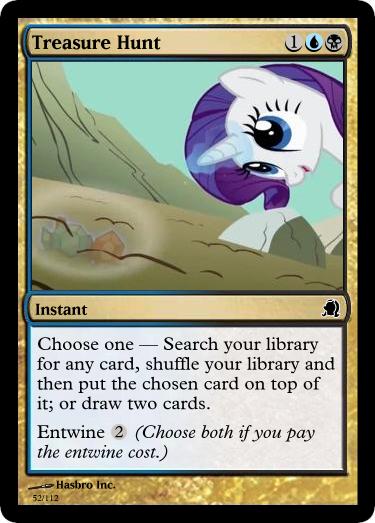 Treasure Hunt 1
Instant
Choose one — Search your library
for any card, shuffle your library and
then put the chosen card on top of
it; or draw two cards.
Entwine 2 (Choose both if you pay
the entwine cost.)
Hasbro Inc.
52/112